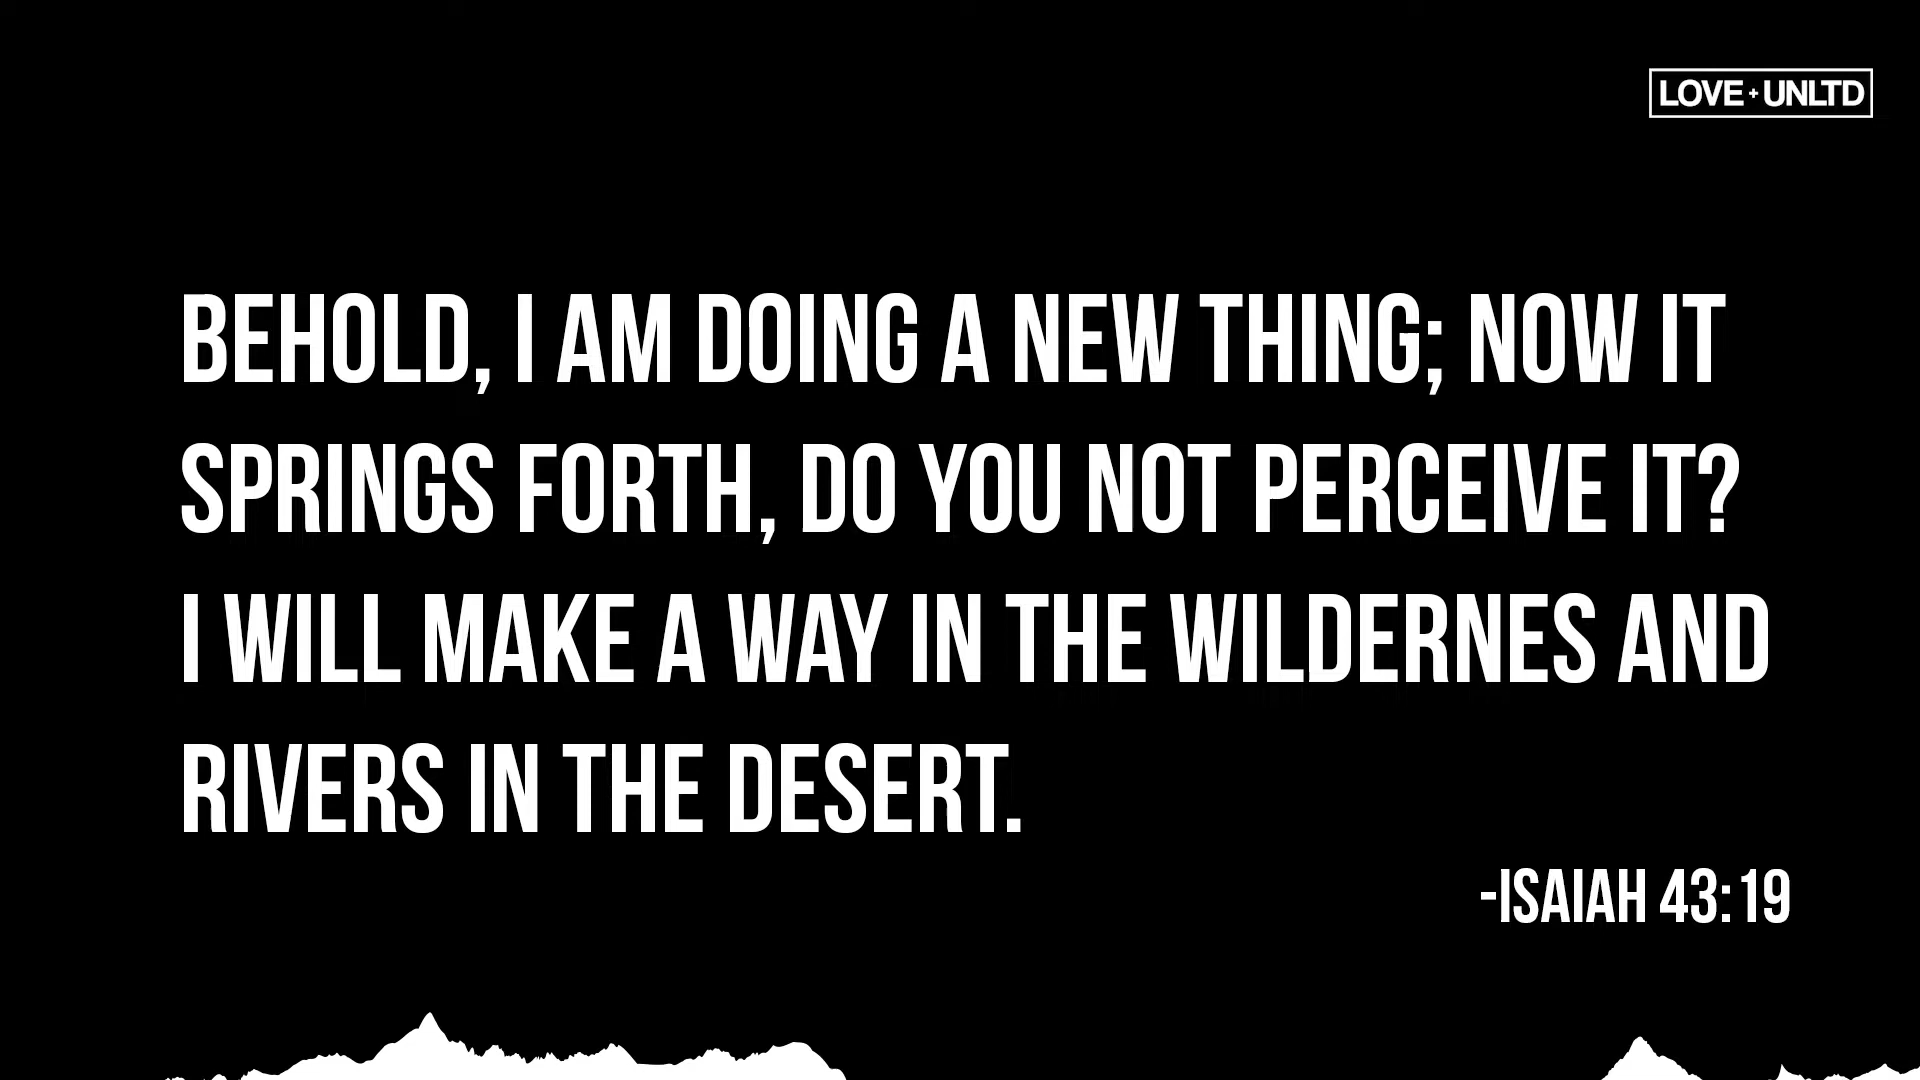 LOVE + UNLTD
BEHOLD, I AM DOING A NEW THING; NOW IT
SPRINGS FORTH, DO YOU NOT PERCEIVE IT?
I WILL MAKE A WAY IN THE WILDERNES AND
RIVERS IN THE DESERT.
-ISAIAH 43:19